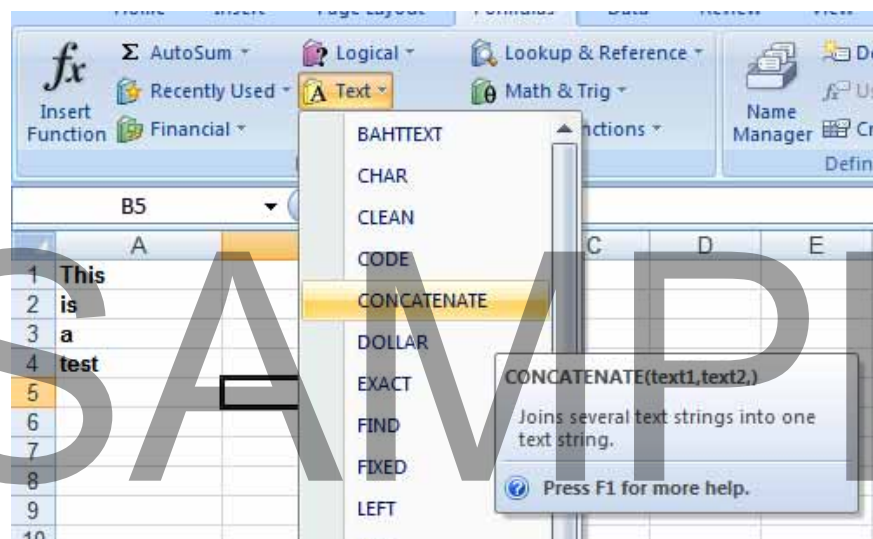 Σ AutoSum
Logical
Lookup & Reference
fx
Recently Used
A Text
θ Math & Trig
Insert
Function
Financial
Name
Manager
BAHTTEXT
CHAR
CLEAN
CODE
CONCATENATE
DOLLAR
EXACT
FIND
FIXED
LEFT
B5
A C D E
1 This
2 is
3 a
4 test
5
6
7
8
9
10
CONCATENATE(text1,text2,)
Joins several text strings into one
text string.
Press F1 for more help.
SAMPL